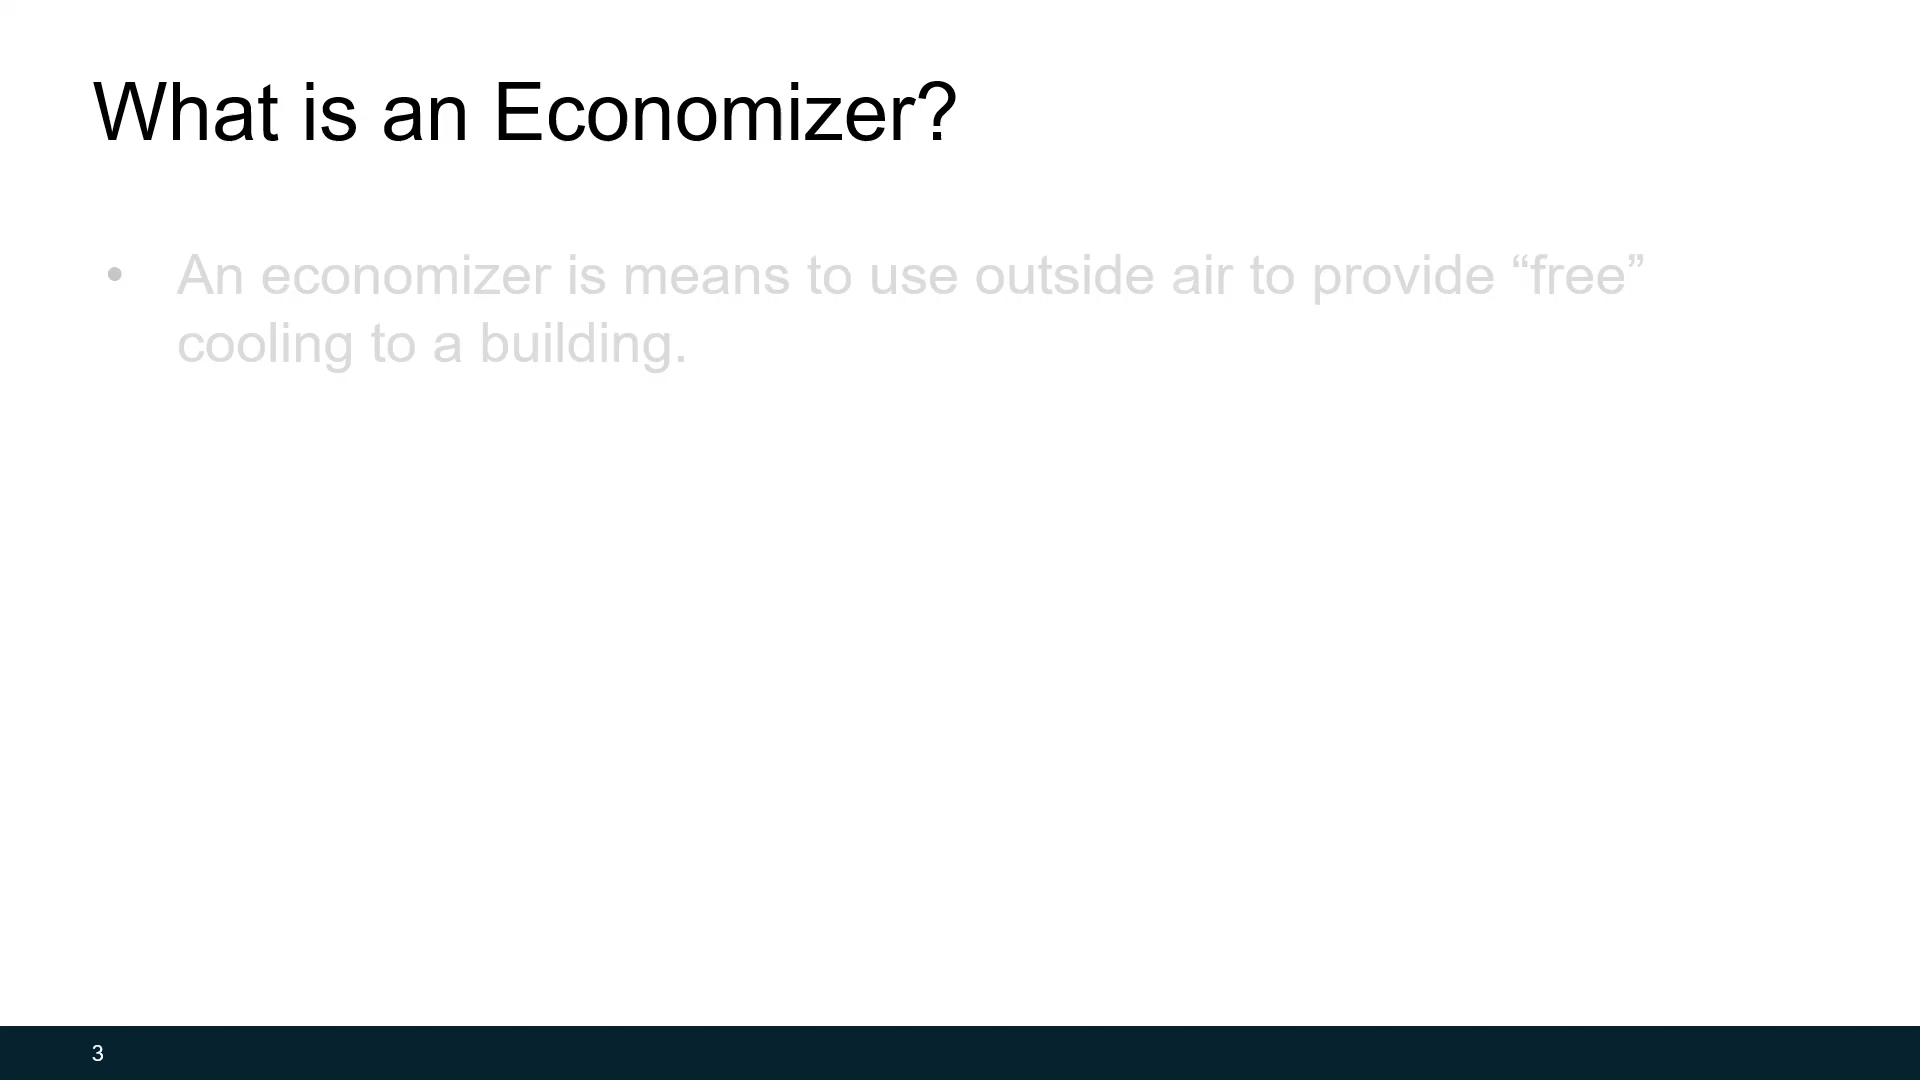 What is an Economizer?
• An economizer is means to use outside air to provide “free”
cooling to a building.
3